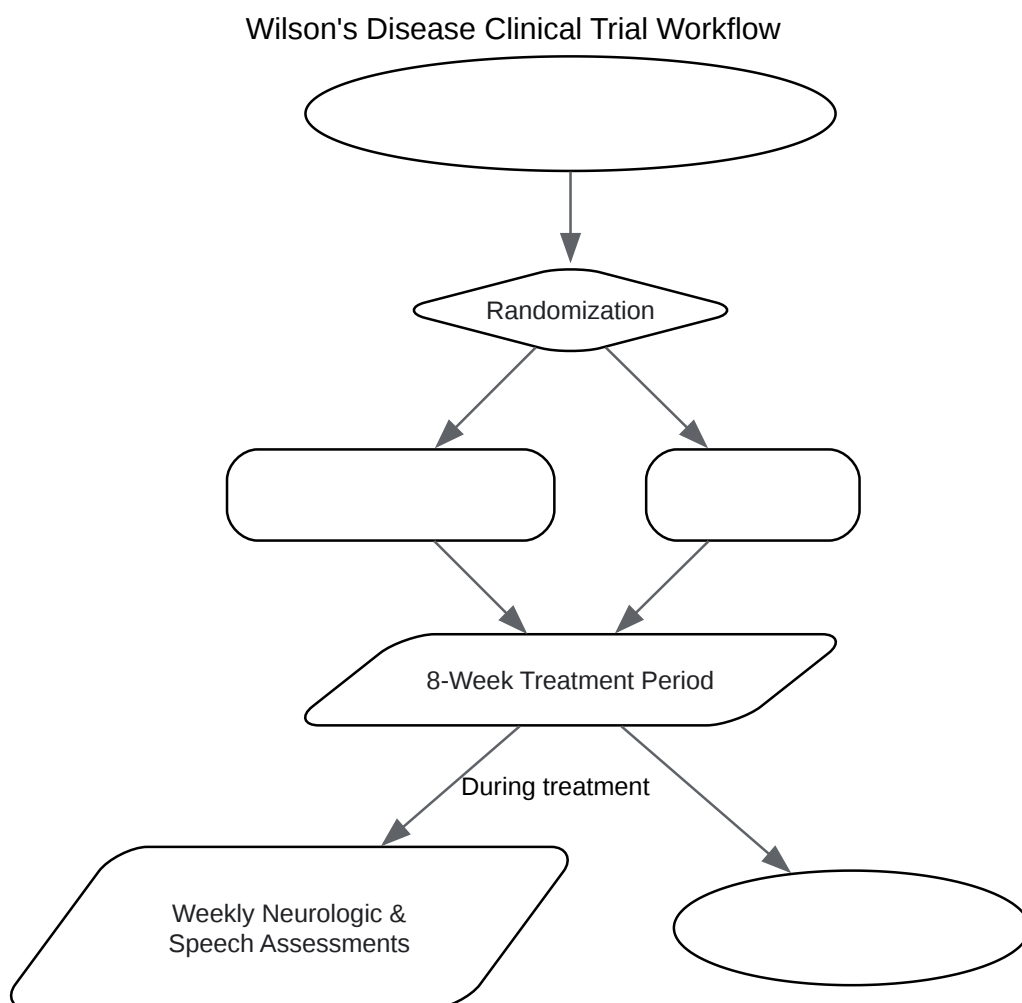 Wilson's Disease Clinical Trial Workflow
Randomization
8-Week Treatment Period
During treatment
Weekly Neurologic &
Speech Assessments